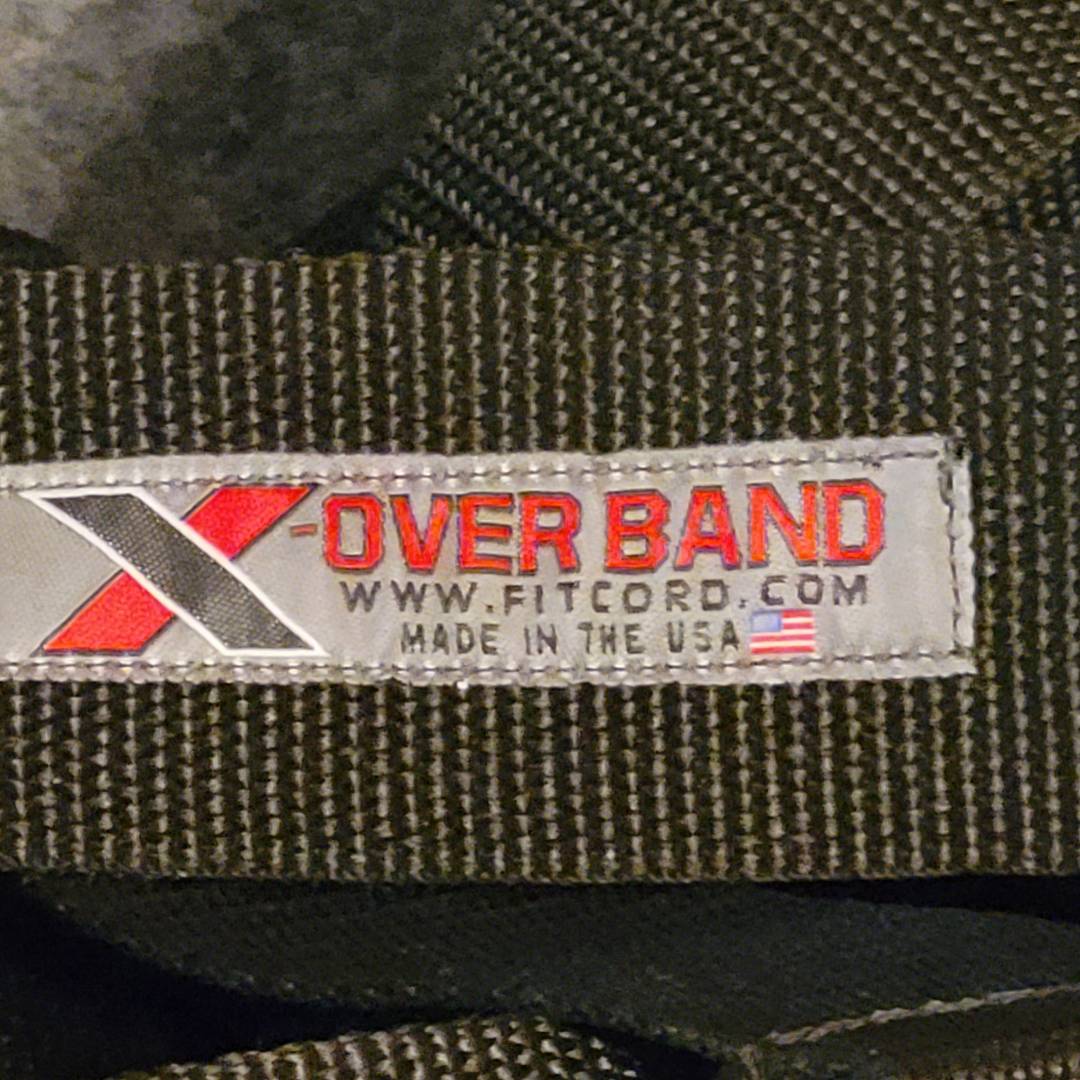 X-OVER BAND
WWW.FITCORD.COM
MADE IN THE USA